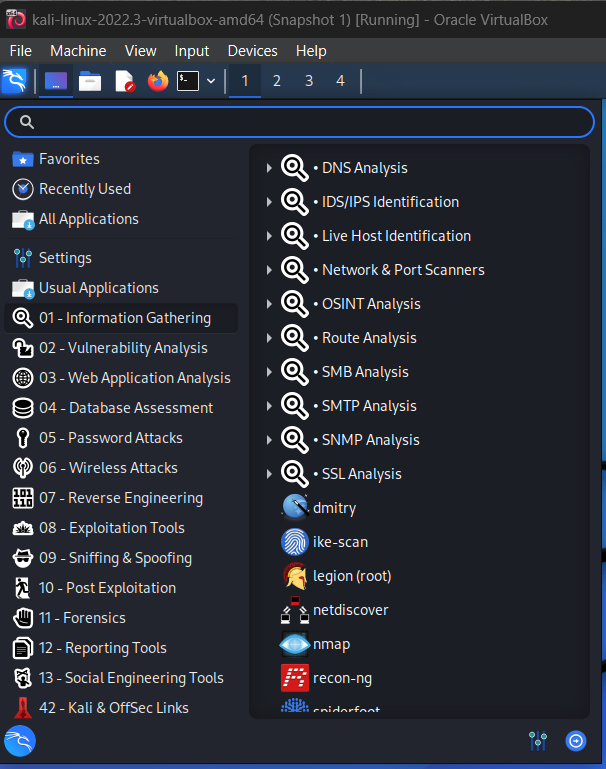 kali-linux-2022.3-virtualbox-amd64 (Snapshot 1) [Running] - Oracle VirtualBox
File Machine View Input Devices Help
1 2 3 4
Favorites
Recently Used
All Applications
Settings
Usual Applications
01 - Information Gathering
02 - Vulnerability Analysis
03 - Web Application Analysis
04 - Database Assessment
05 - Password Attacks
06 - Wireless Attacks
07 - Reverse Engineering
08 - Exploitation Tools
09 - Sniffing & Spoofing
10 - Post Exploitation
11 - Forensics
12 - Reporting Tools
13 - Social Engineering Tools
42 - Kali & OffSec Links
• DNS Analysis
• IDS/IPS Identification
• Live Host Identification
• Network & Port Scanners
• OSINT Analysis
• Route Analysis
• SMB Analysis
• SMTP Analysis
• SNMP Analysis
• SSL Analysis
dmitry
ike-scan
legion (root)
netdiscover
nmap
recon-ng
spiderfoot